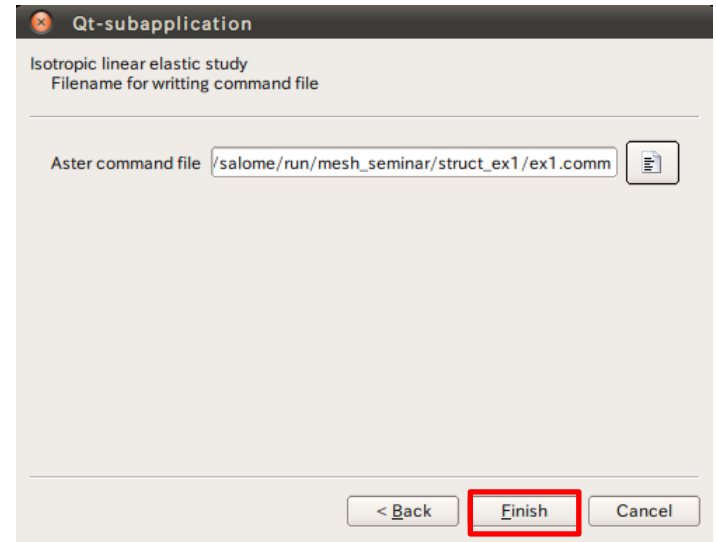 Qt-subapplication
Isotropic linear elastic study
Filename for writting command file
Aster command file /salome/run/mesh_seminar/struct_ex1/ex1.comm
< Back Finish Cancel